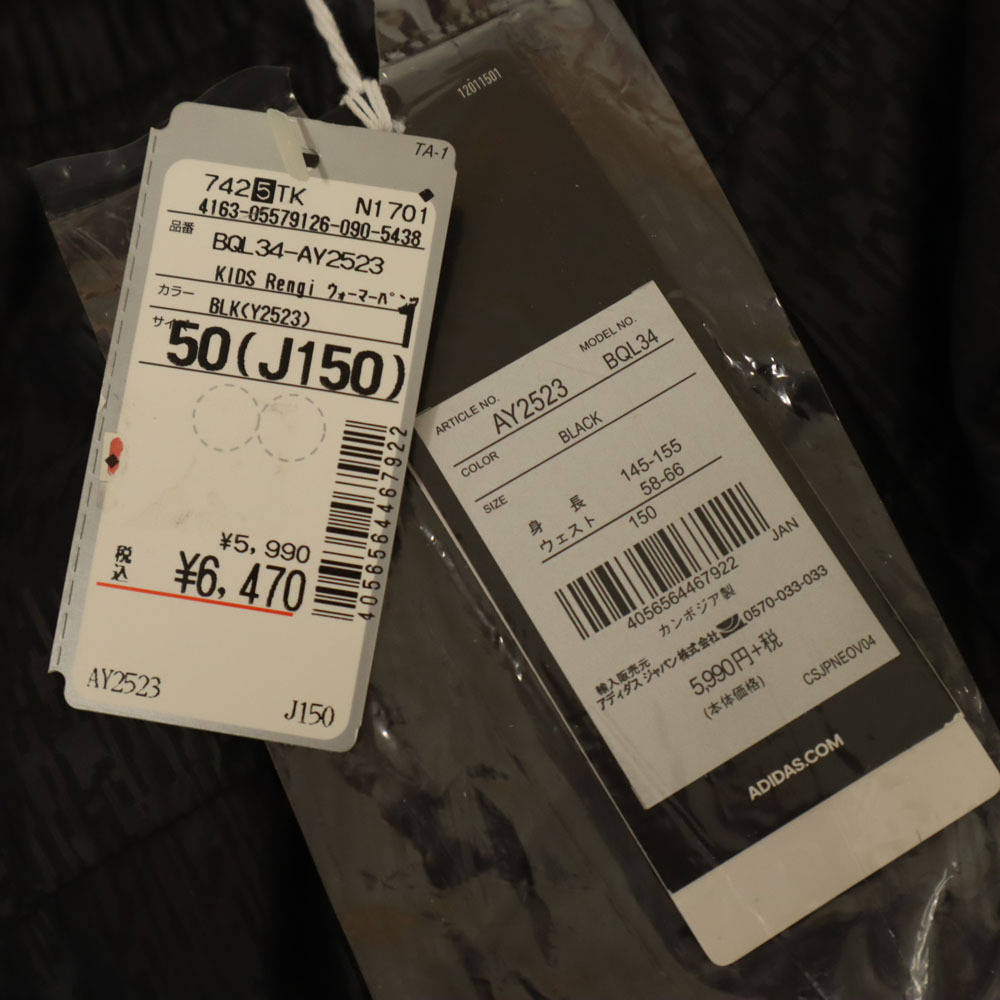 TA-1
742 5 TK N1701
4163-05579126-090-5438
品番
BQL34-AY2523
KIDS Rengi ウォーマーパンツ
カラー
BLK(Y2523)
サイズ
1
50(J150)
4056564467922
¥5,990
税込
¥6,470
AY2523
J150
12011501
ARTICLE NO. MODEL NO.
AY2523 BQL34
COLOR BLACK
SIZE
身長 145-155
ウェスト 58-66
150
JAN
4056564467922
カンボジア製
輸入販売元
アディダス ジャパン株式会社 0570-033-033
5,990円+税
(本体価格)
CSJPNEOV04
ADIDAS.COM